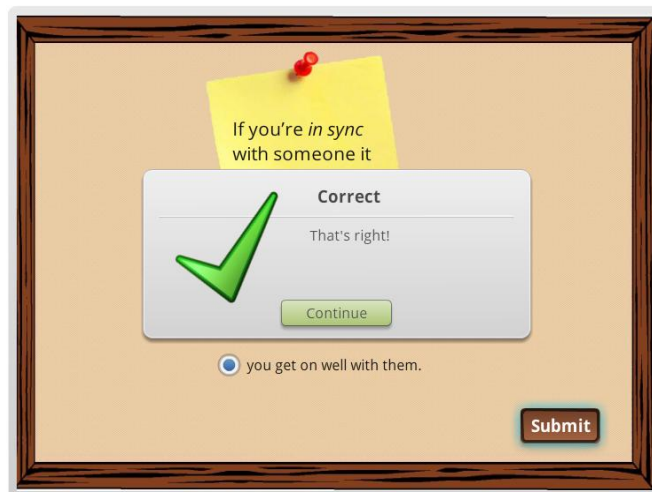 If you're in sync
with someone it
Correct
That's right!
Continue
you get on well with them.
Submit